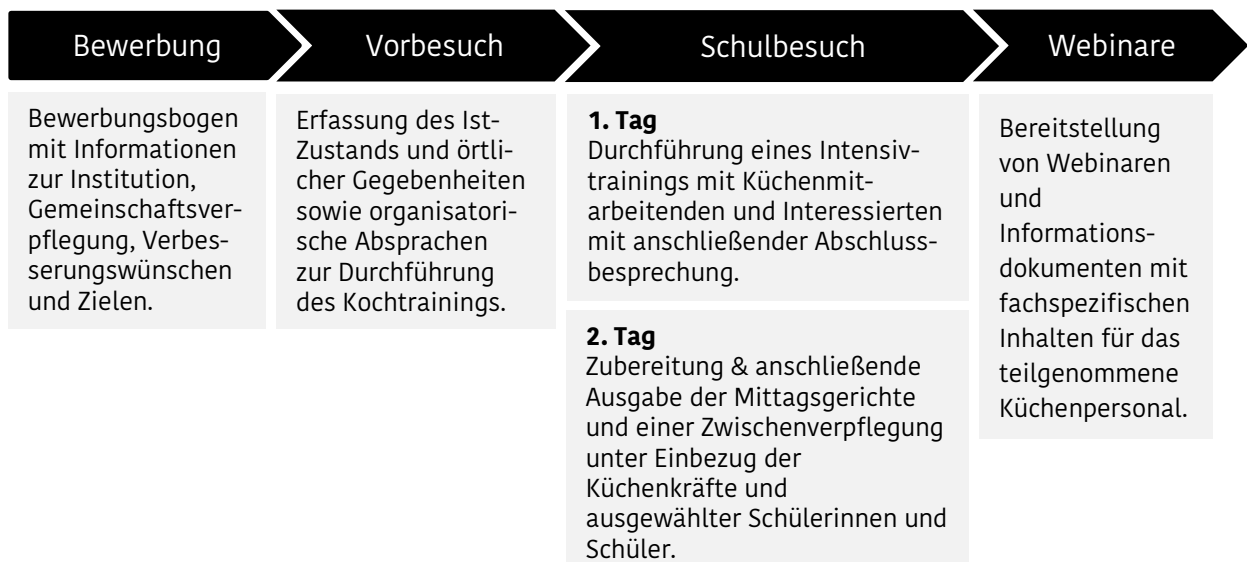 Bewerbung
Vorbesuch
Schulbesuch
Webinare
Bewerbungsbogen
mit Informationen
zur Institution,
Gemeinschaftsver-
pflegung, Verbes-
serungswünschen
und Zielen.
Erfassung des Ist-
Zustands und örtli-
cher Gegebenheiten
sowie organisatori-
sche Absprachen
zur Durchführung
des Kochtrainings.
1. Tag
Durchführung eines Intensiv-
trainings mit Küchenmit-
arbeitenden und Interessierten
mit anschließender Abschluss-
besprechung.
2. Tag
Zubereitung & anschließende
Ausgabe der Mittagsgerichte
und einer Zwischenverpflegung
unter Einbezug der
Küchenkräfte und
ausgewählter Schülerinnen und
Schüler.
Bereitstellung
von Webinaren
und
Informations-
dokumenten mit
fachspezifischen
Inhalten für das
teilgenommene
Küchenpersonal.